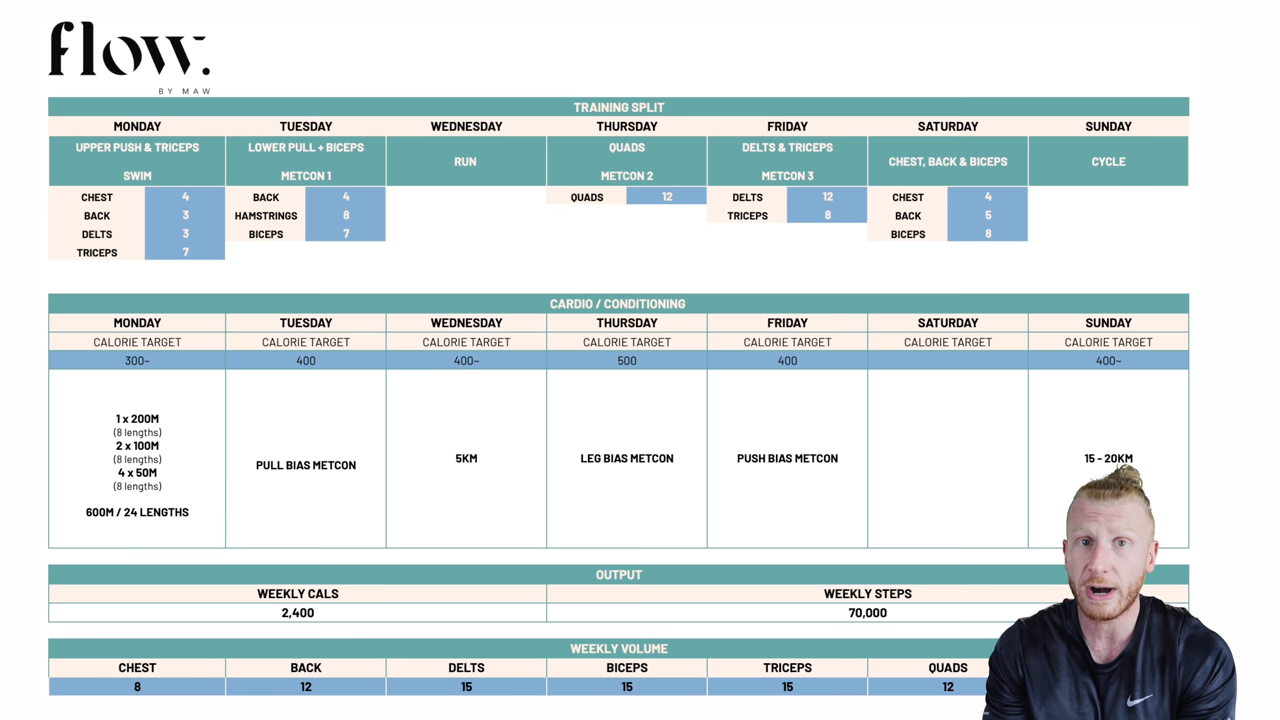 flow.
BY MAW
TRAINING SPLIT
MONDAY TUESDAY WEDNESDAY THURSDAY FRIDAY SATURDAY SUNDAY
UPPER PUSH & TRICEPS LOWER PULL + BICEPS QUADS DELTS & TRICEPS
RUN CHEST, BACK & BICEPS CYCLE
SWIM METCON 1 METCON 2 METCON 3
CHEST 4 BACK 4 QUADS 12 DELTS 12 CHEST 4
BACK 3 HAMSTRINGS 8 TRICEPS 8 BACK 5
DELTS 3 BICEPS 7 BICEPS 8
TRICEPS 7
CARDIO / CONDITIONING
MONDAY TUESDAY WEDNESDAY THURSDAY FRIDAY SATURDAY SUNDAY
CALORIE TARGET CALORIE TARGET CALORIE TARGET CALORIE TARGET CALORIE TARGET CALORIE TARGET CALORIE TARGET
300~ 400 400~ 500 400 400~
1 x 200M
(8 lengths)
2 x 100M
(8 lengths)
4 x 50M
(8 lengths)
600M / 24 LENGTHS
PULL BIAS METCON
5KM
LEG BIAS METCON
PUSH BIAS METCON
15 - 20KM
OUTPUT
WEEKLY CALS WEEKLY STEPS
2,400 70,000
WEEKLY VOLUME
CHEST BACK DELTS BICEPS TRICEPS QUADS
8 12 15 15 15 12